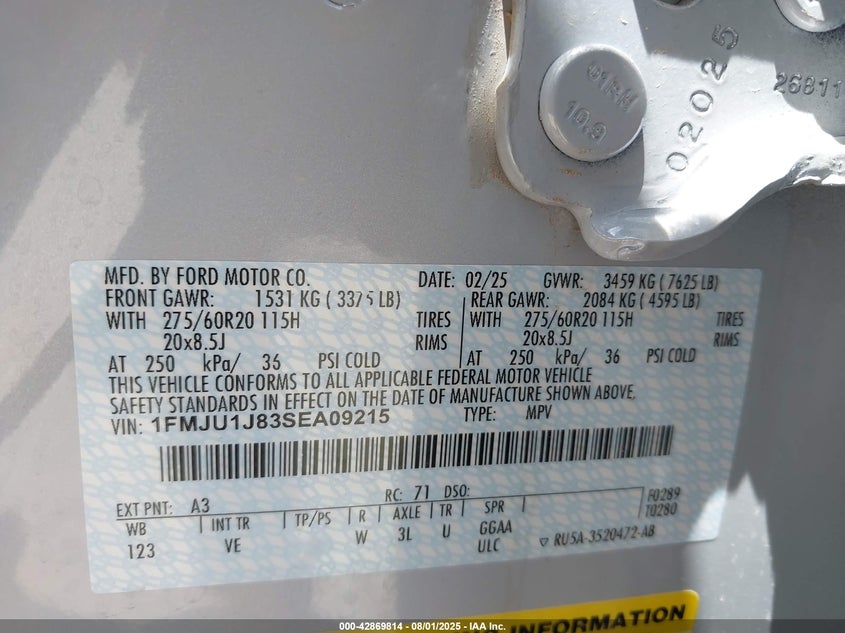 01R-H
10.9
02025
26811
MFD. BY FORD MOTOR CO. DATE: 02/25 GVWR: 3459 KG ( 7625 LB)
FRONT GAWR: 1531 KG ( 3375 LB) REAR GAWR: 2084 KG ( 4595 LB)
WITH 275/60R20 115H TIRES WITH 275/60R20 115H TIRES
20x8.5J RIMS 20x8.5J RIMS
AT 250 kPa/ 36 PSI COLD AT 250 kPa/ 36 PSI COLD
THIS VEHICLE CONFORMS TO ALL APPLICABLE FEDERAL MOTOR VEHICLE
SAFETY STANDARDS IN EFFECT ON THE DATE OF MANUFACTURE SHOWN ABOVE.
VIN: 1FMJU1J83SEA09215 TYPE: MPV
EXT PNT: A3 RC: 71 DSO: F0289
WB INT TR TP/PS R AXLE TR SPR T0280
123 VE W 3L U GGAA
ULC ▽ RU5A-3520472-AB
INFORMATION
000-42869814 - 08/01/2025 - IAA Inc.